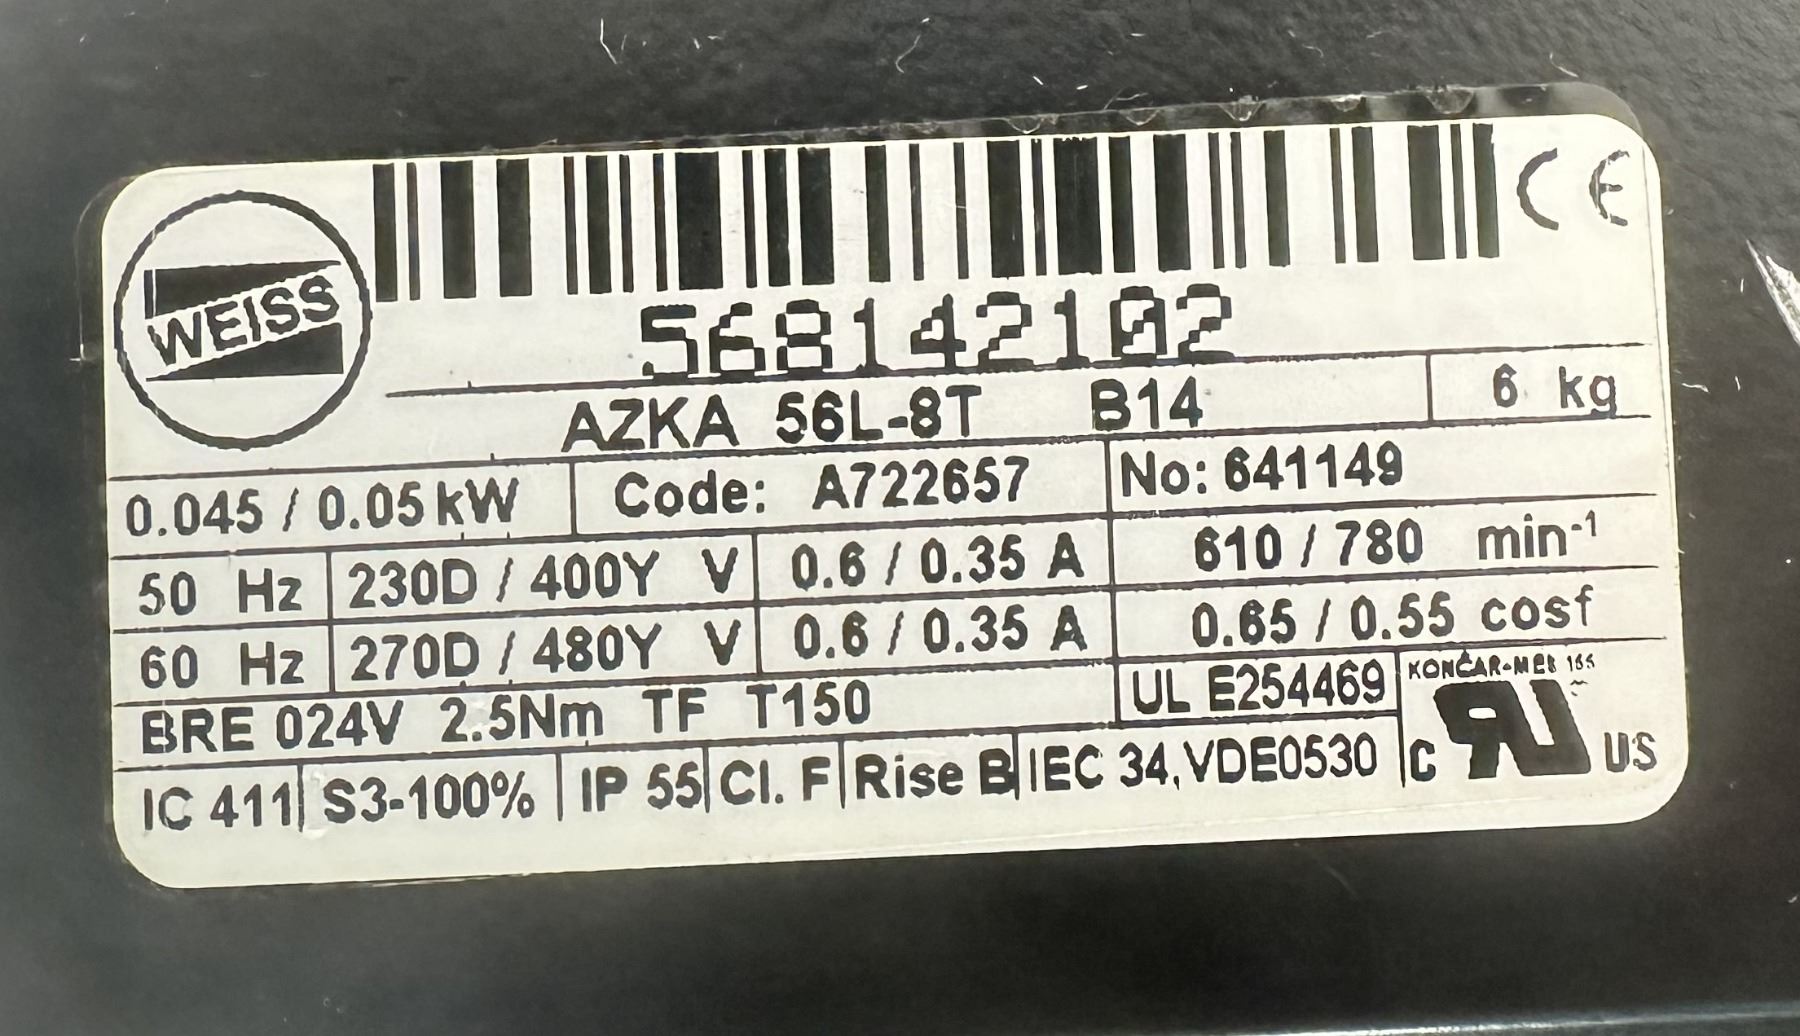 WEISS
CE
568142102
AZKA 56L-8T B14 6 kg
0.045 / 0.05 kW Code: A722657 No: 641149
50 Hz 230D / 400Y V 0.6 / 0.35 A 610 / 780 min-1
60 Hz 270D / 480Y V 0.6 / 0.35 A 0.65 / 0.55 cosf
BRE 024V 2.5Nm TF T150 UL E254469 KONČAR-MES
IC 411 S3-100% IP 55 Cl. F Rise B IEC 34, VDE0530 C RU US